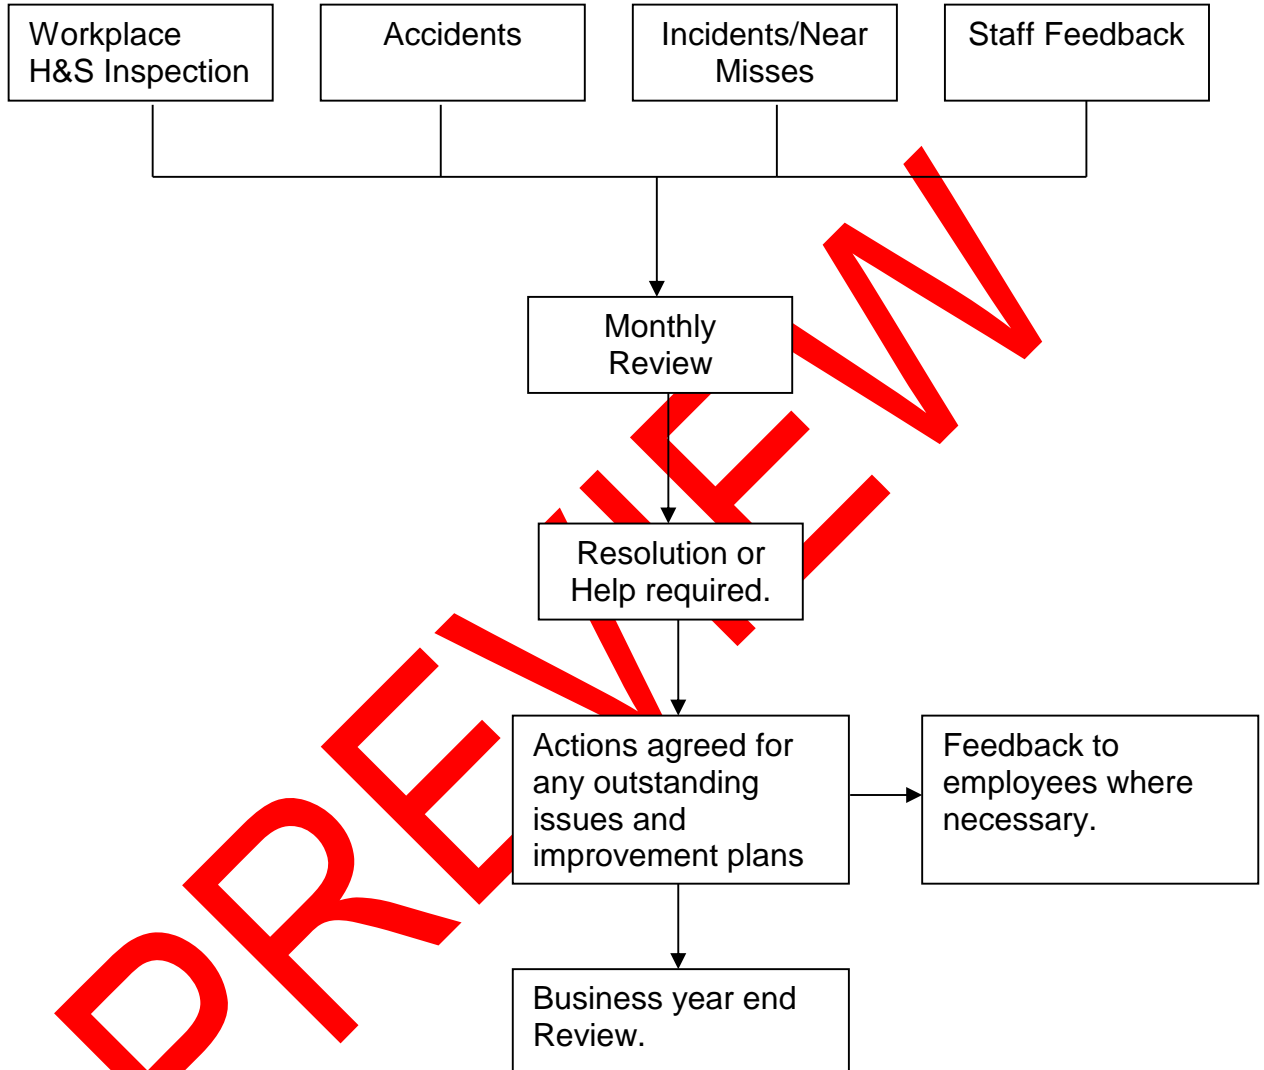 Workplace
H&S Inspection
Accidents
Incidents/Near
Misses
Staff Feedback
Monthly
Review
Resolution or
Help required.
Actions agreed for
any outstanding
issues and
improvement plans
Feedback to
employees where
necessary.
Business year end
Review.
PREVIEW